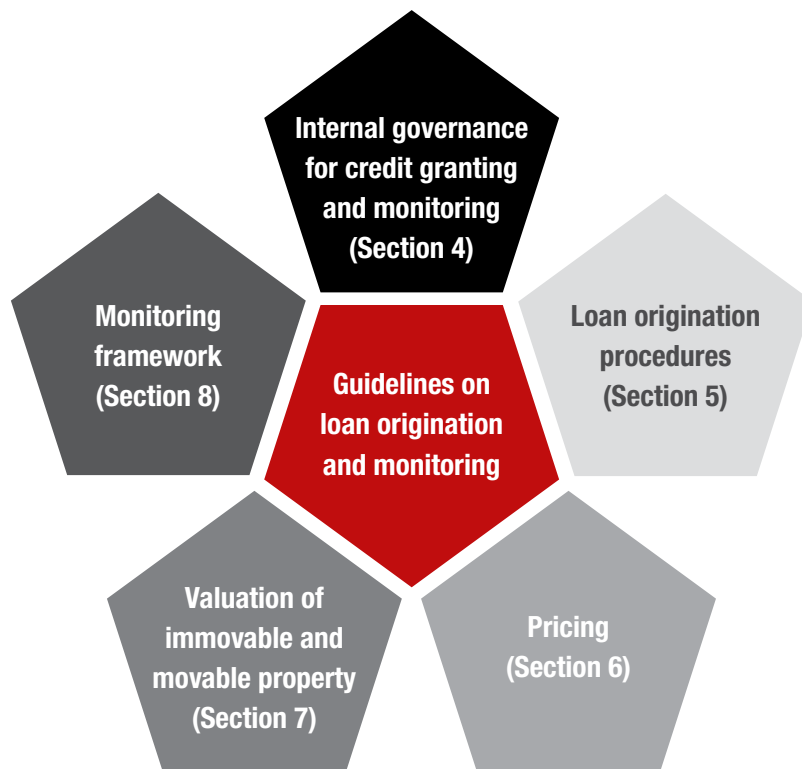 Internal governance
for credit granting
and monitoring
(Section 4)
Monitoring
framework
(Section 8)
Loan origination
procedures
(Section 5)
Guidelines on
loan origination
and monitoring
Valuation of
immovable and
movable property
(Section 7)
Pricing
(Section 6)